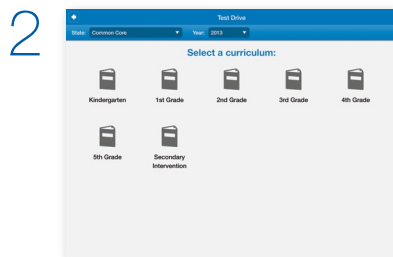 2
Test Drive
State: Common Core Year: 2013
Select a curriculum:
Kindergarten 1st Grade 2nd Grade 3rd Grade 4th Grade
5th Grade Secondary
Intervention